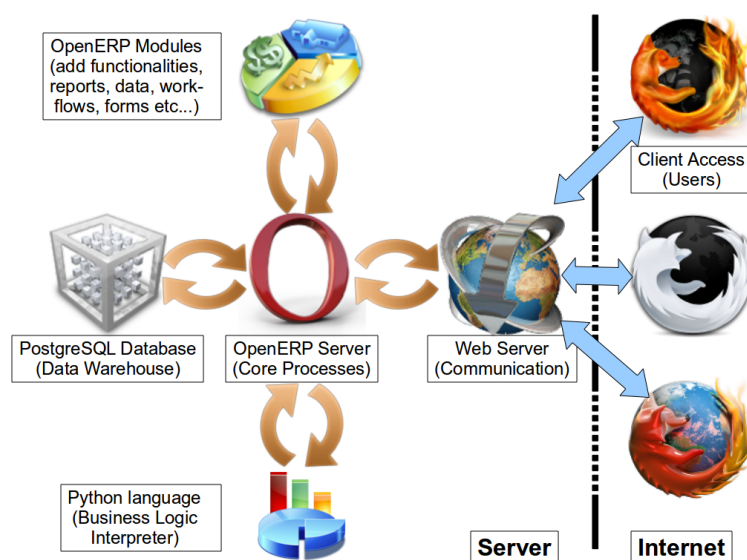 OpenERP Modules
(add functionalities,
reports, data, work-
flows, forms etc...)
Client Access
(Users)
PostgreSQL Database
(Data Warehouse)
OpenERP Server
(Core Processes)
Web Server
(Communication)
Python language
(Business Logic
Interpreter)
Server
Internet